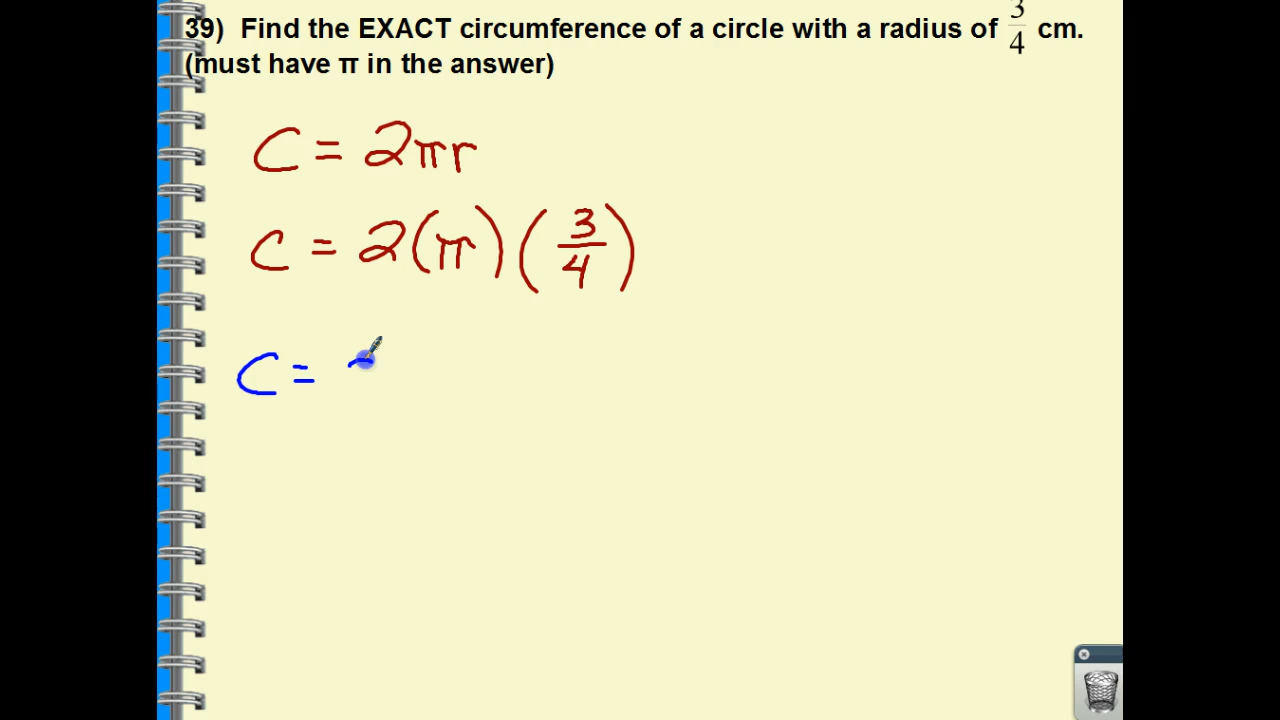 39) Find the EXACT circumference of a circle with a radius of 3/4 cm.
(must have π in the answer)
C = 2πr
C = 2(π)(3/4)
C =